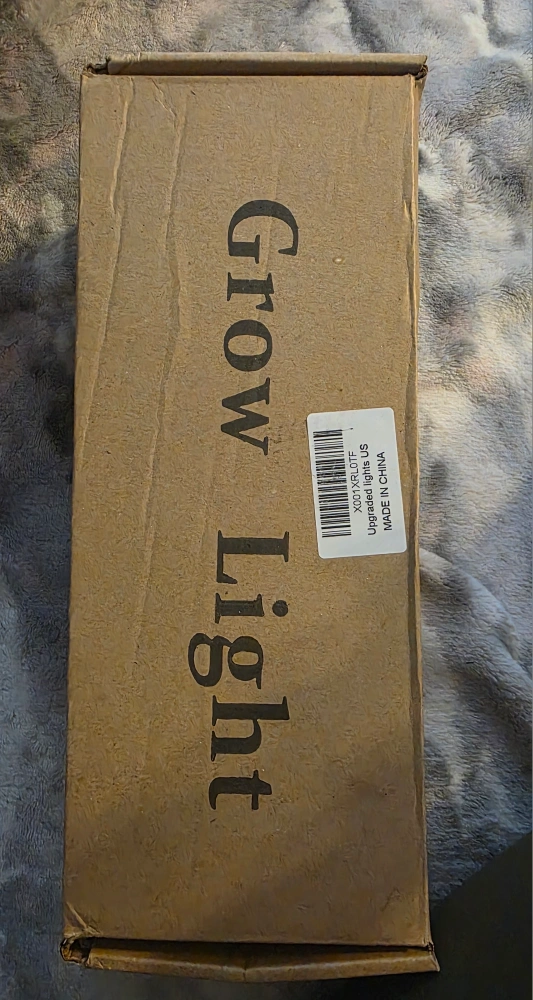 Grow Light
X001XRL0TF
Upgraded lights US
MADE IN CHINA